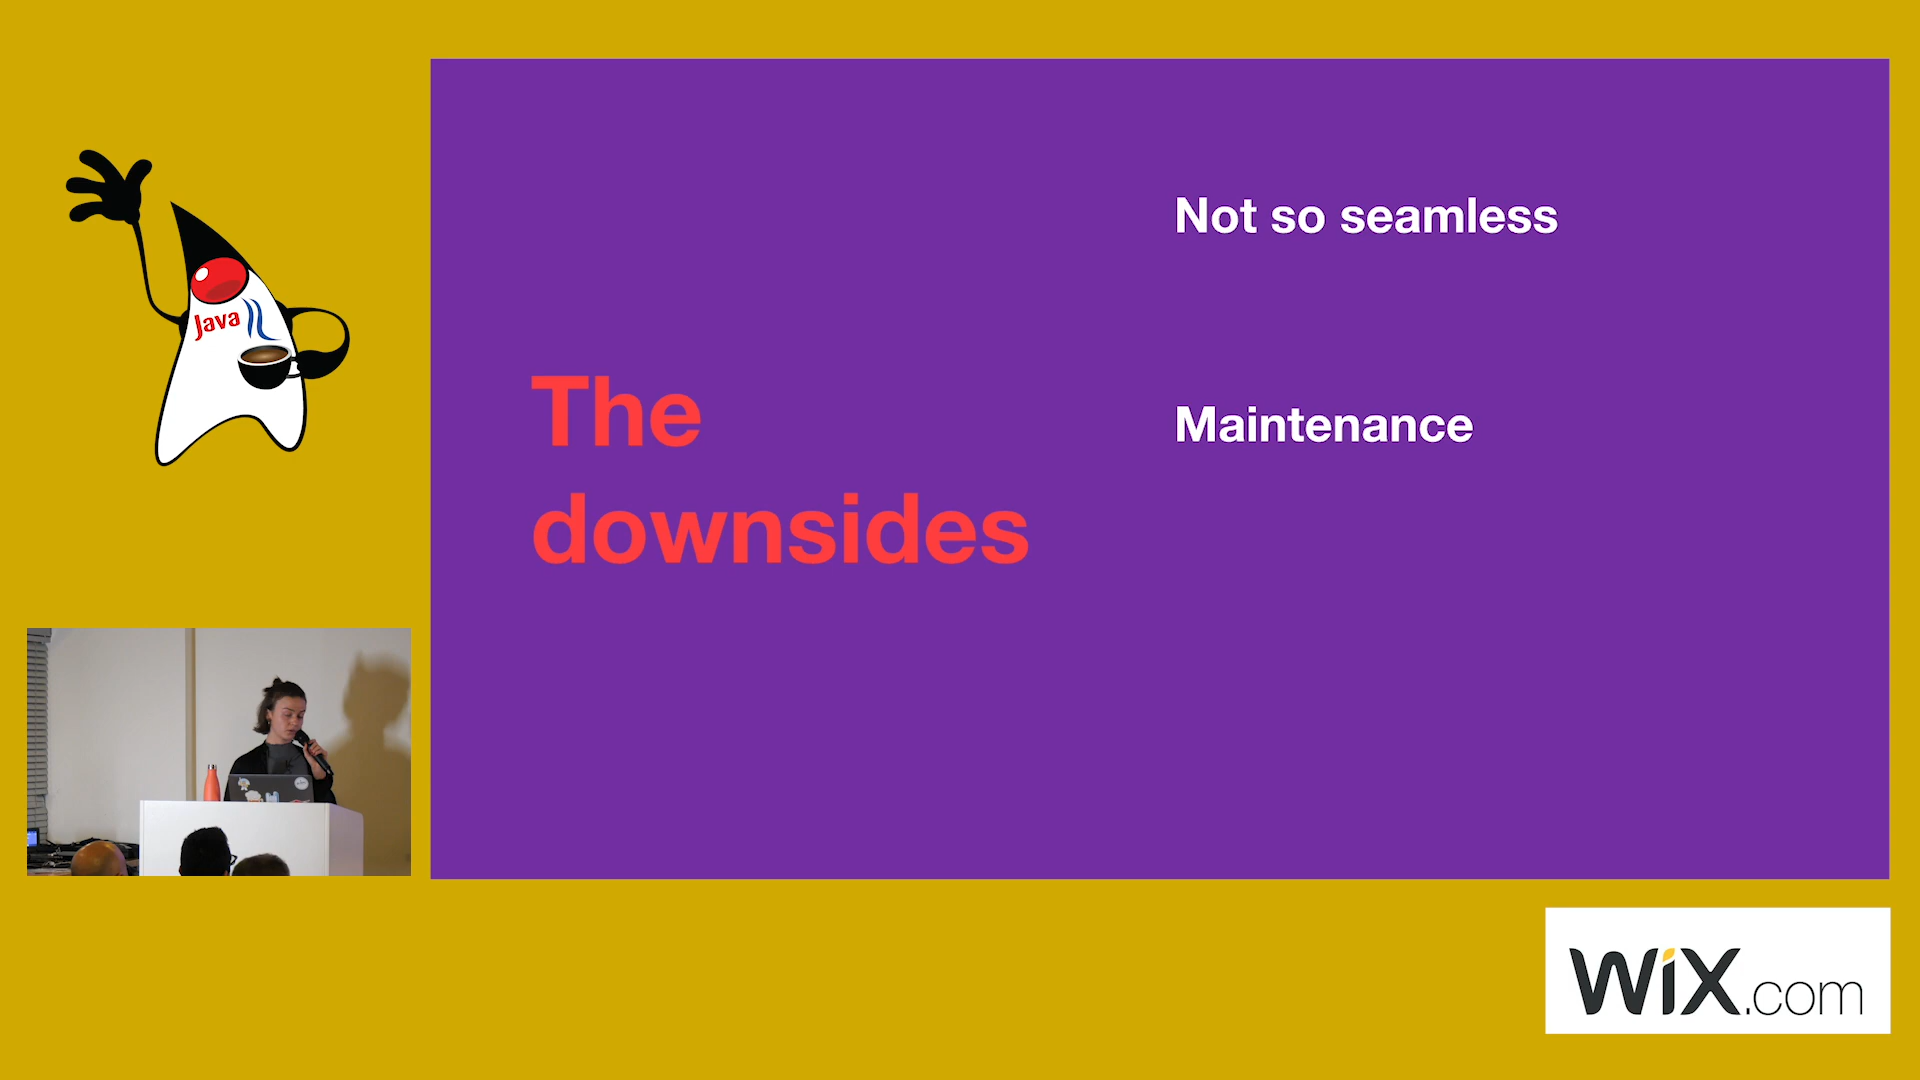 Java
The
downsides
Not so seamless
Maintenance
WiX.com